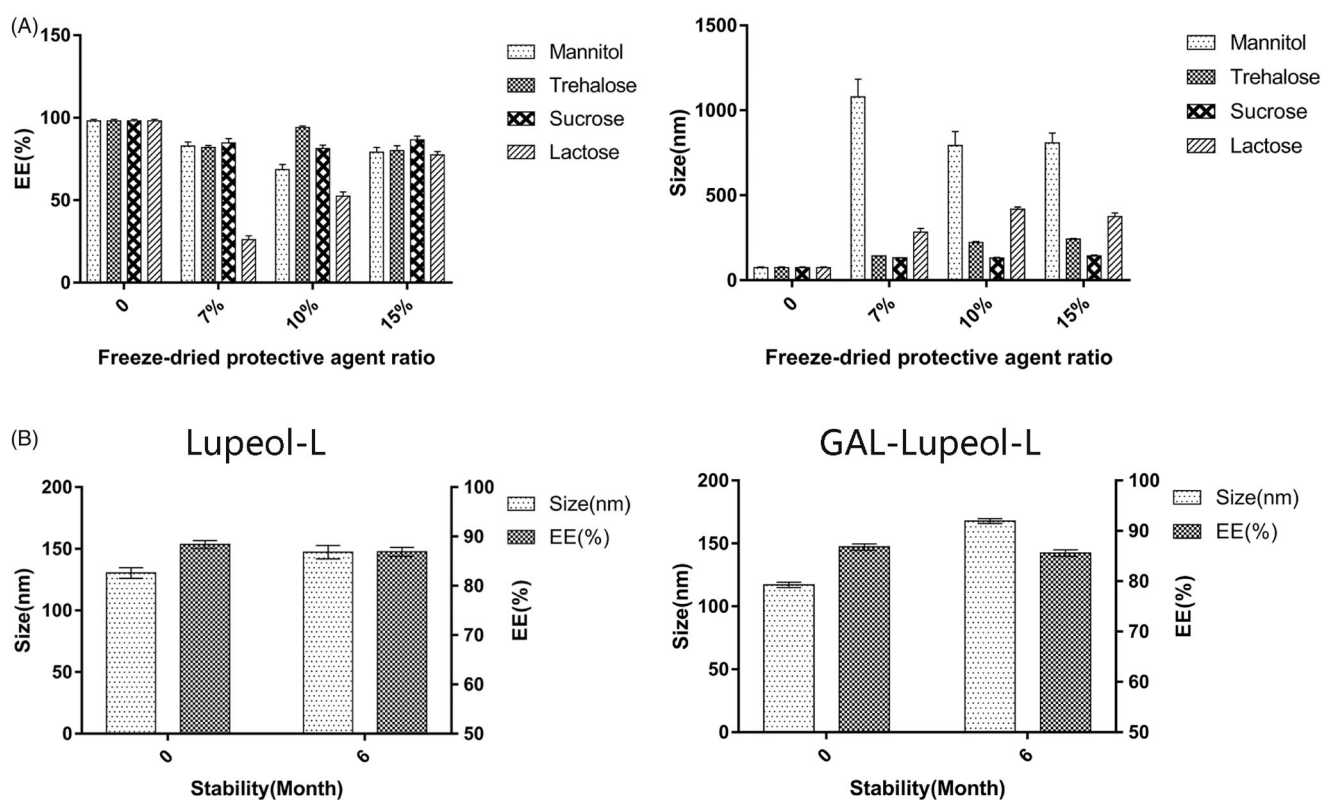 (A)
150
100
50
0
EE(%)
0
7%
10%
15%
Freeze-dried protective agent ratio
Mannitol
Trehalose
Sucrose
Lactose
1500
1000
500
0
Size(nm)
0
7%
10%
15%
Freeze-dried protective agent ratio
Mannitol
Trehalose
Sucrose
Lactose
(B)
Lupeol-L
200
150
100
50
0
Size(nm)
100
90
80
70
60
50
EE(%)
0
6
Stability(Month)
Size(nm)
EE(%)
GAL-Lupeol-L
200
150
100
50
0
Size(nm)
100
90
80
70
60
50
EE(%)
0
6
Stability(Month)
Size(nm)
EE(%)